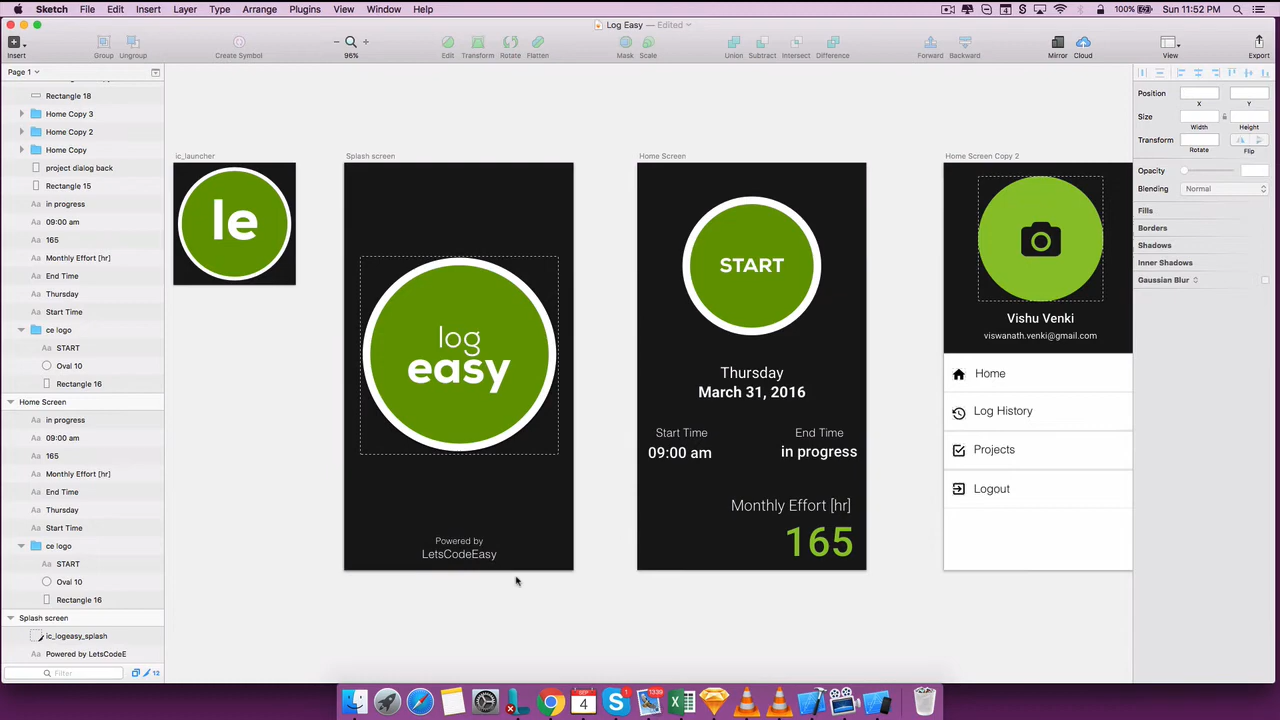 Sketch File Edit Insert Layer Type Arrange Plugins View Window Help
100% Sun 11:52 PM
Log Easy — Edited
Insert Group Ungroup Create Symbol 96% Edit Transform Rotate Flatten Mask Scale Union Subtract Intersect Difference Forward Backward Mirror Cloud View Export
Page 1
Rectangle 18
Home Copy 3
Home Copy 2
Home Copy
project dialog back
Rectangle 15
in progress
09:00 am
165
Monthly Effort [hr]
End Time
Thursday
Start Time
ce logo
START
Oval 10
Rectangle 16
Home Screen
in progress
09:00 am
165
Monthly Effort [hr]
End Time
Thursday
Start Time
ce logo
START
Oval 10
Rectangle 16
Splash screen
ic_logeasy_splash
Powered by LetsCodeE
Filter
12
ic_launcher
le
Splash screen
log
easy
Powered by
LetsCodeEasy
Home Screen
START
Thursday
March 31, 2016
Start Time End Time
09:00 am in progress
Monthly Effort [hr]
165
Home Screen Copy 2
Vishu Venki
viswanath.venki@gmail.com
Home
Log History
Projects
Logout
Position
X Y
Size
Width Height
Transform
Rotate Flip
Opacity
Blending Normal
Fills
Borders
Shadows
Inner Shadows
Gaussian Blur
4
1
1339